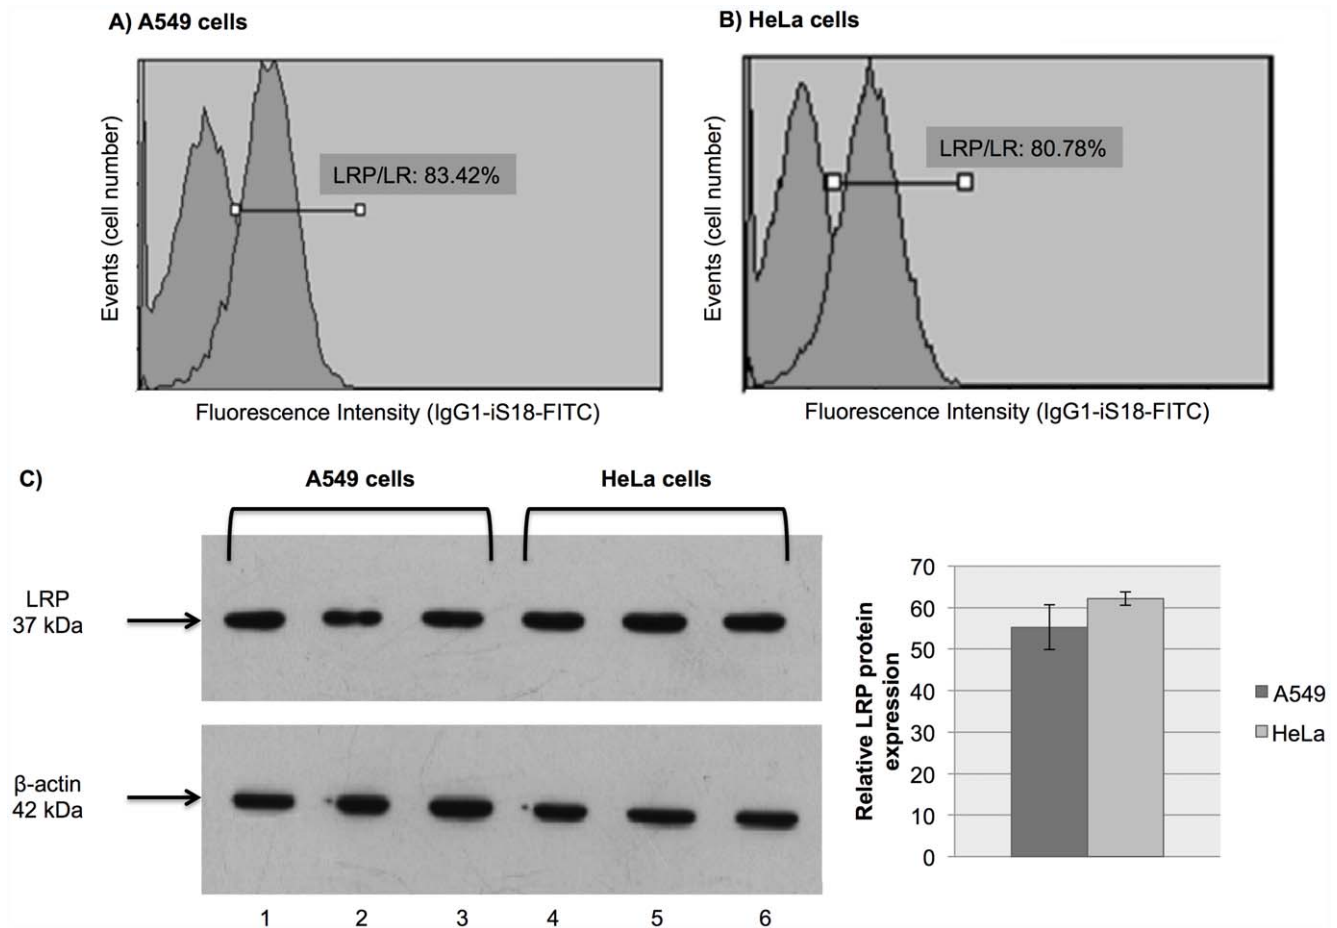 A) A549 cells
B) HeLa cells
Events (cell number)
LRP/LR: 83.42%
Fluorescence Intensity (IgG1-iS18-FITC)
Events (cell number)
LRP/LR: 80.78%
Fluorescence Intensity (IgG1-iS18-FITC)
C)
A549 cells
HeLa cells
LRP
37 kDa
β-actin
42 kDa
1 2 3 4 5 6
Relative LRP protein
expression
70
60
50
40
30
20
10
0
A549
HeLa